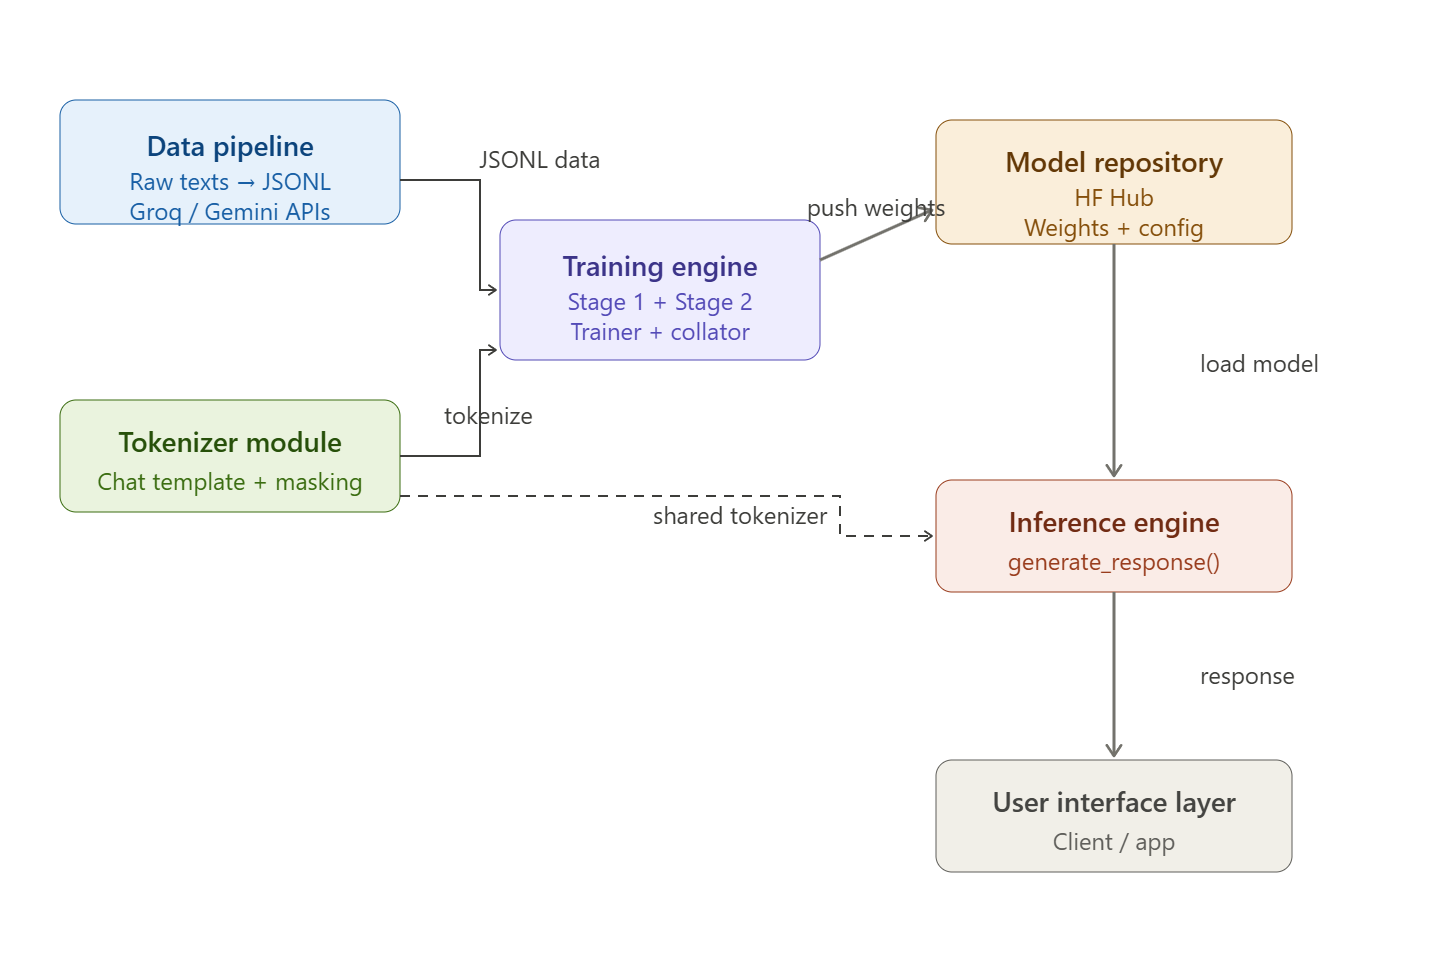 Data pipeline
Raw texts → JSONL
Groq / Gemini APIs
JSONL data
Training engine
Stage 1 + Stage 2
Trainer + collator
push weights
Model repository
HF Hub
Weights + config
load model
Tokenizer module
Chat template + masking
tokenize
shared tokenizer
Inference engine
generate_response()
response
User interface layer
Client / app